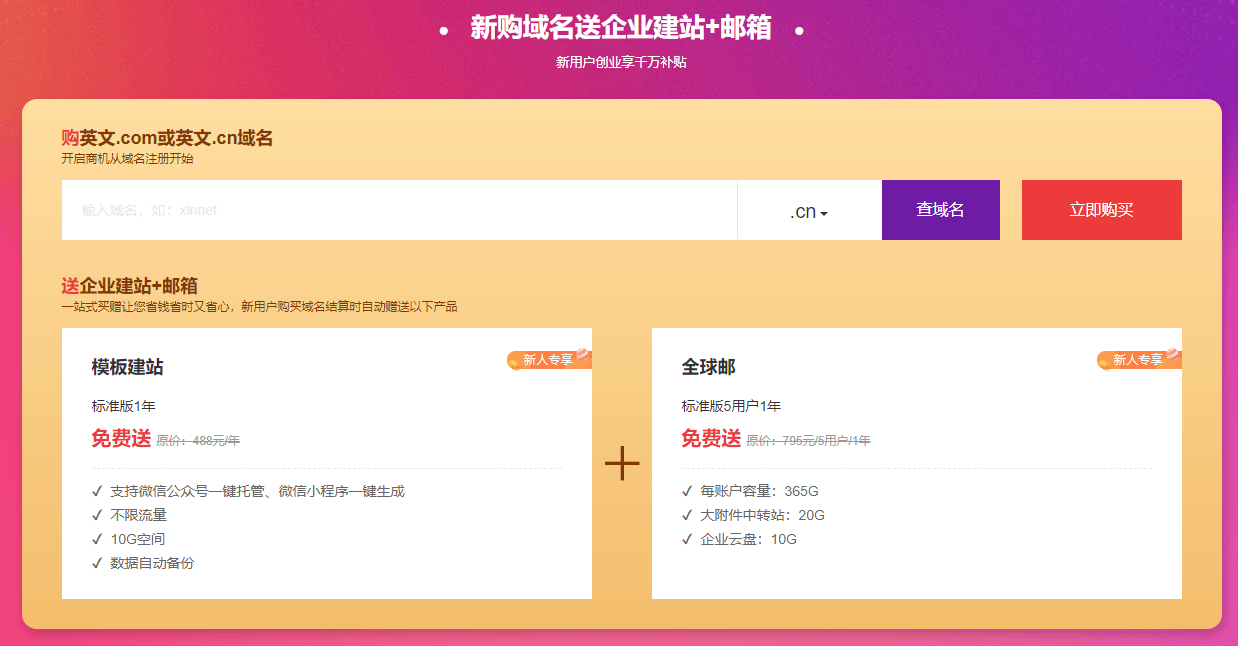 新购域名送企业建站+邮箱
新用户创业享千万补贴
购英文.com或英文.cn域名
开启商机从域名注册开始
输入域名，如：xinnet
.cn
查域名
立即购买
送企业建站+邮箱
一站式买赠让您省钱省时又省心，新用户购买域名结算时自动赠送以下产品
模板建站
新人专享
标准版1年
免费送 原价：488元/年
✓ 支持微信公众号一键托管、微信小程序一键生成
✓ 不限流量
✓ 10G空间
✓ 数据自动备份
+
全球邮
新人专享
标准版5用户1年
免费送 原价：795元/5用户/1年
✓ 每账户容量：365G
✓ 大附件中转站：20G
✓ 企业云盘：10G